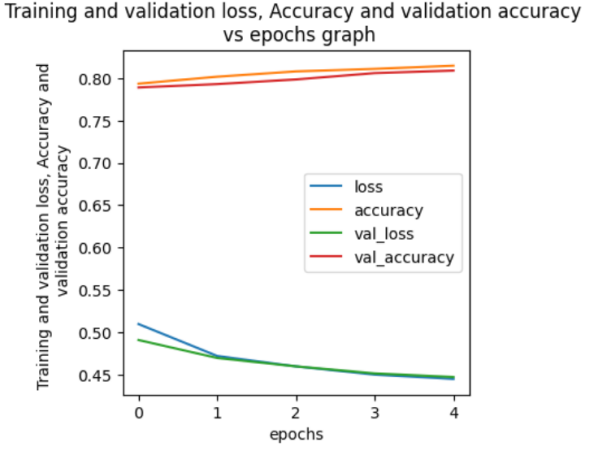 Training and validation loss, Accuracy and validation accuracy
vs epochs graph
Training and validation loss, Accuracy and
validation accuracy
0.80
0.75
0.70
0.65
0.60
0.55
0.50
0.45
loss
accuracy
val_loss
val_accuracy
0 1 2 3 4
epochs